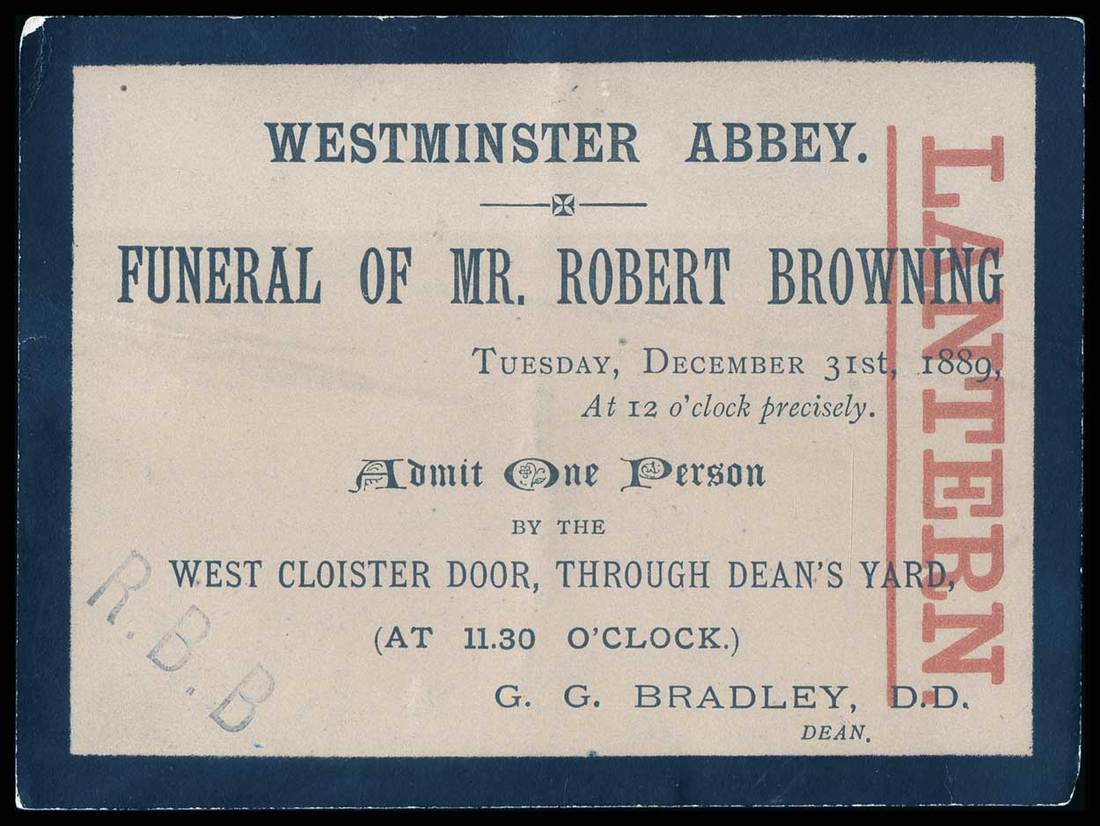 WESTMINSTER ABBEY.
FUNERAL OF MR. ROBERT BROWNING
TUESDAY, DECEMBER 31ST, 1889,
At 12 o'clock precisely.
Admit One Person
BY THE
WEST CLOISTER DOOR, THROUGH DEAN'S YARD,
(AT 11.30 O'CLOCK.)
G. G. BRADLEY, D.D.
DEAN.
LANTERN.
R. B. B.